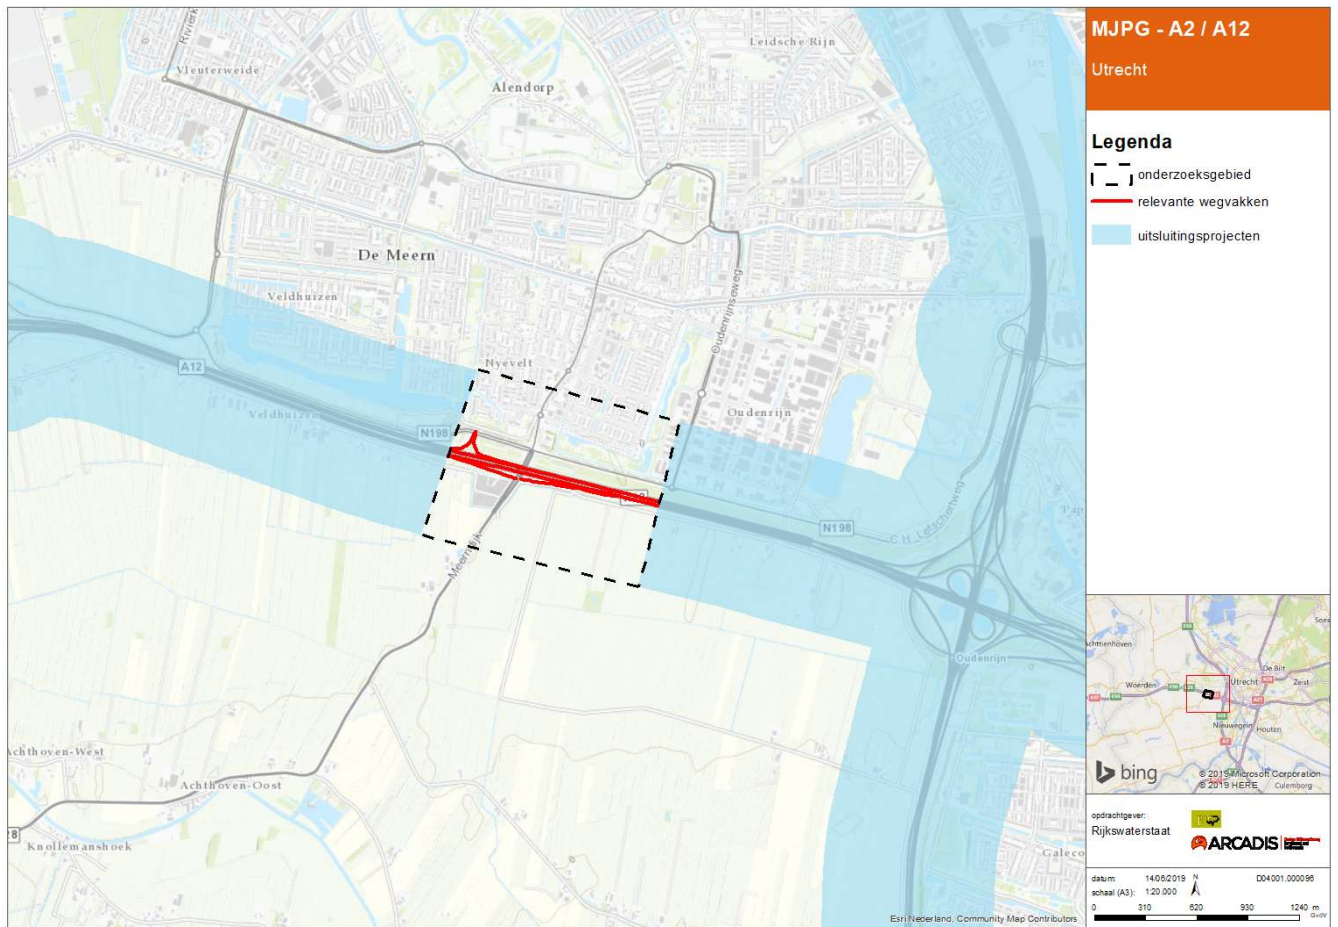 MJPG - A2 / A12
Utrecht
Legenda
onderzoeksgebied
relevante wegvakken
uitsluitingsprojecten
Vleuterweide
Alendorp
Leidsche Rijn
De Meern
Veldhuizen
Oudenrijnseweg
Nyevelt
A12
Veldhuizen
N198
Oudenrijn
N198
C.H. Letschertweg
Meerndijk
Oudenrijn
Achthoven-West
Achthoven-Oost
Knollemanshoek
Galeco
Esri Nederland, Community Map Contributors
De Bilt
Woerden
Utrecht
Zeist
Nieuwegein
Houten
bing
© 2019 Microsoft Corporation
© 2019 HERE
Culemborg
opdrachtgever:
Rijkswaterstaat
ARCADIS
datum: 14/06/2019 N D04001.000096
schaal (A3): 1:20.000
0 310 620 930 1240 m
GvdV